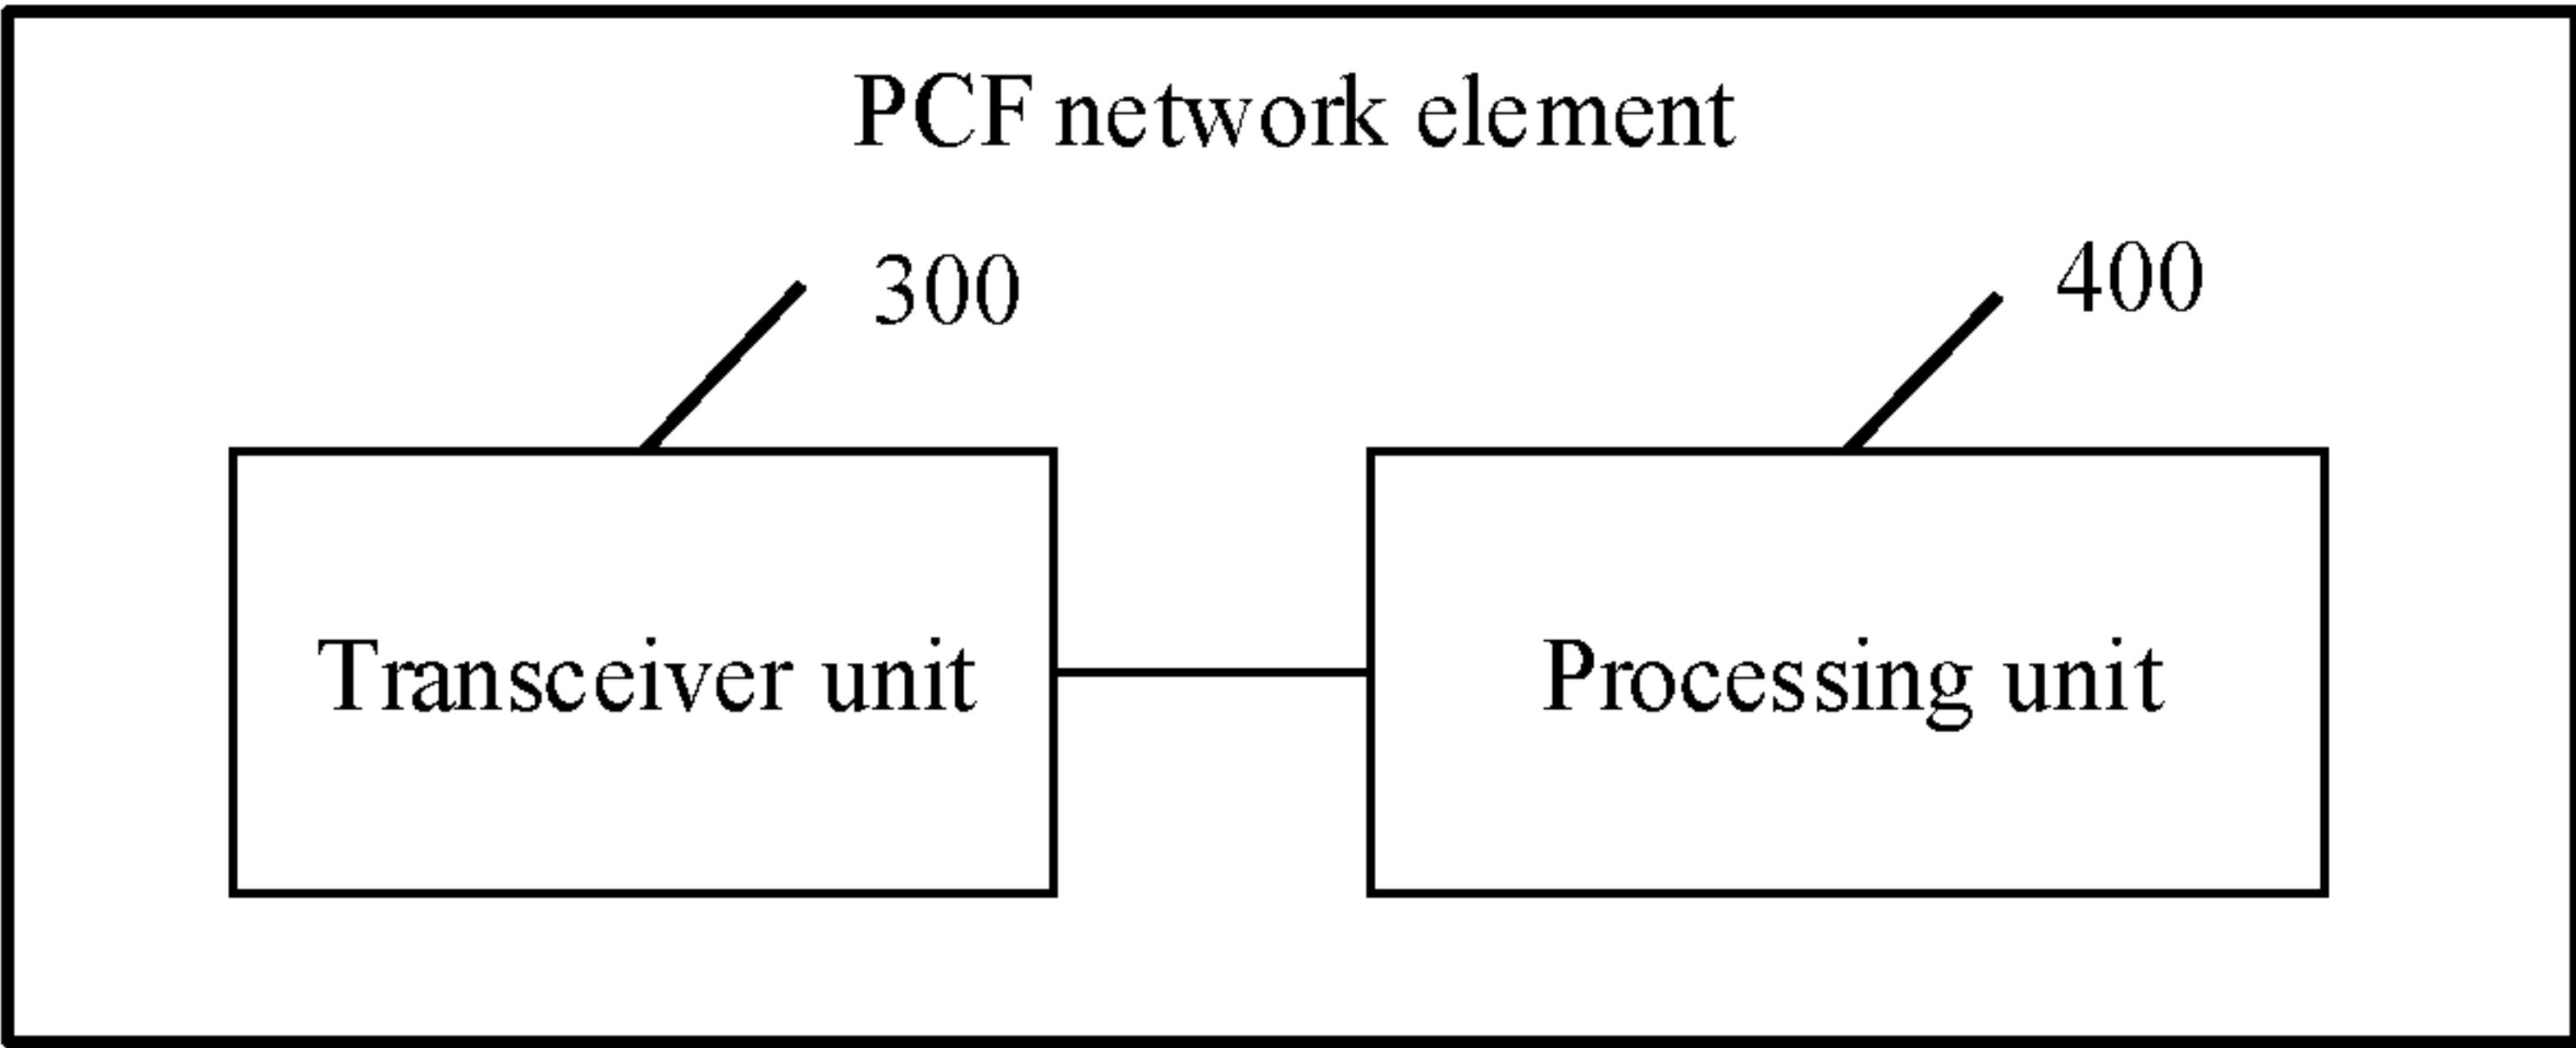 PCF network element
300
400
Transceiver unit
Processing unit